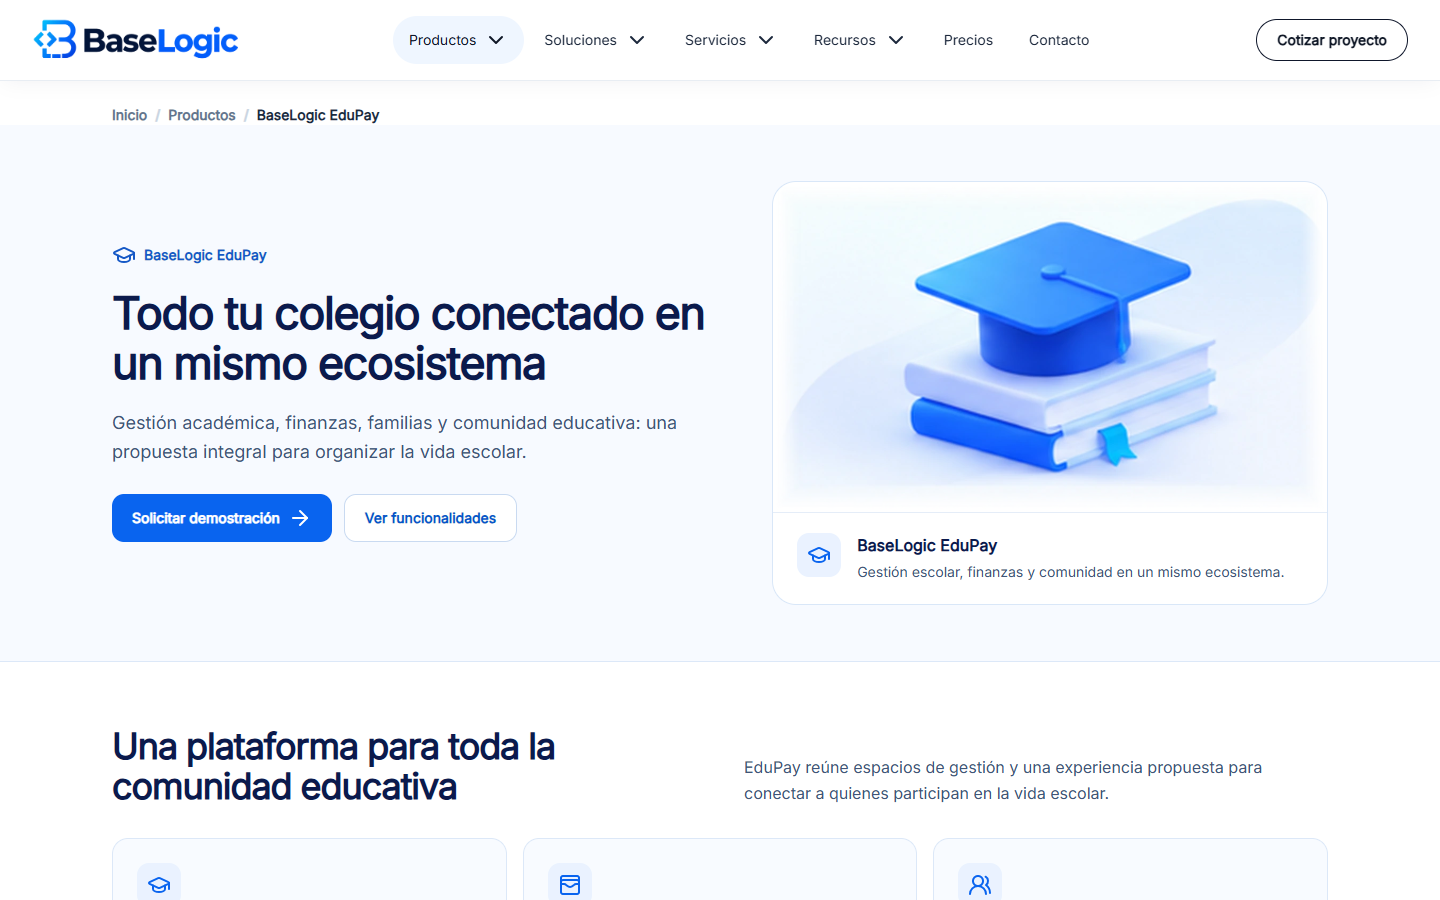 BaseLogic
Productos
Soluciones
Servicios
Recursos
Precios
Contacto
Cotizar proyecto
Inicio / Productos / BaseLogic EduPay
BaseLogic EduPay
Todo tu colegio conectado en
un mismo ecosistema
Gestión académica, finanzas, familias y comunidad educativa: una
propuesta integral para organizar la vida escolar.
Solicitar demostración
Ver funcionalidades
BaseLogic EduPay
Gestión escolar, finanzas y comunidad en un mismo ecosistema.
Una plataforma para toda la
comunidad educativa
EduPay reúne espacios de gestión y una experiencia propuesta para
conectar a quienes participan en la vida escolar.